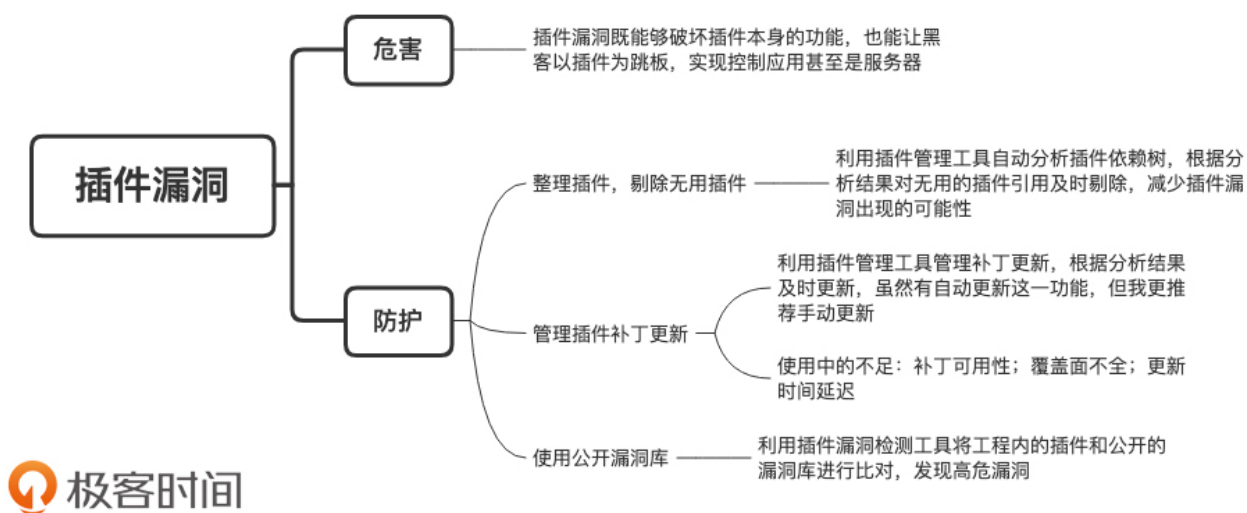 危害
插件漏洞既能够破坏插件本身的功能，也能让黑
客以插件为跳板，实现控制应用甚至是服务器
插件漏洞
整理插件，剔除无用插件
利用插件管理工具自动分析插件依赖树，根据分
析结果对无用的插件引用及时剔除，减少插件漏
洞出现的可能性
防护
管理插件补丁更新
利用插件管理工具管理补丁更新，根据分析结果
及时更新，虽然有自动更新这一功能，但我更推
荐手动更新
使用中的不足：补丁可用性；覆盖面不全；更新
时间延迟
使用公开漏洞库
利用插件漏洞检测工具将工程内的插件和公开的
漏洞库进行比对，发现高危漏洞
极客时间